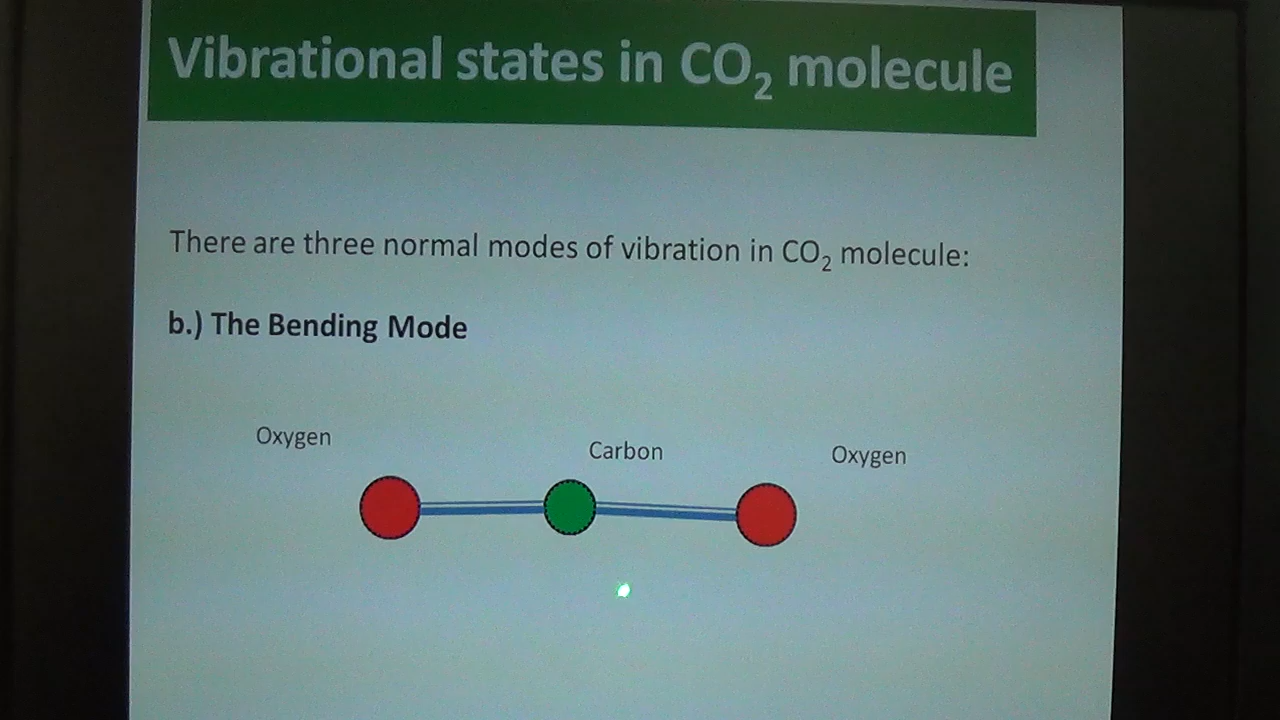 Vibrational states in CO₂ molecule
There are three normal modes of vibration in CO₂ molecule:
b.) The Bending Mode
Oxygen
Carbon
Oxygen